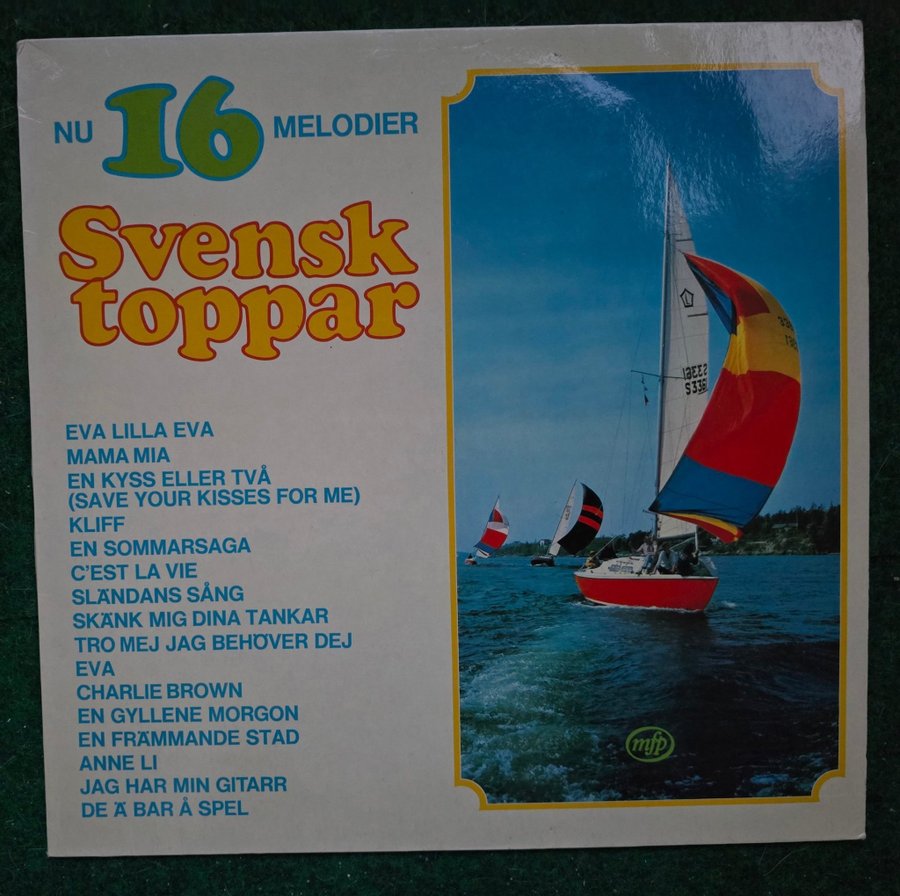 NU 16 MELODIER
Svensk
toppar
EVA LILLA EVA
MAMA MIA
EN KYSS ELLER TVÅ
(SAVE YOUR KISSES FOR ME)
KLIFF
EN SOMMARSAGA
C'EST LA VIE
SLÄNDANS SÅNG
SKÄNK MIG DINA TANKAR
TRO MEJ JAG BEHÖVER DEJ
EVA
CHARLIE BROWN
EN GYLLENE MORGON
EN FRÄMMANDE STAD
ANNE LI
JAG HAR MIN GITARR
DE Ä BAR Å SPEL
mfp